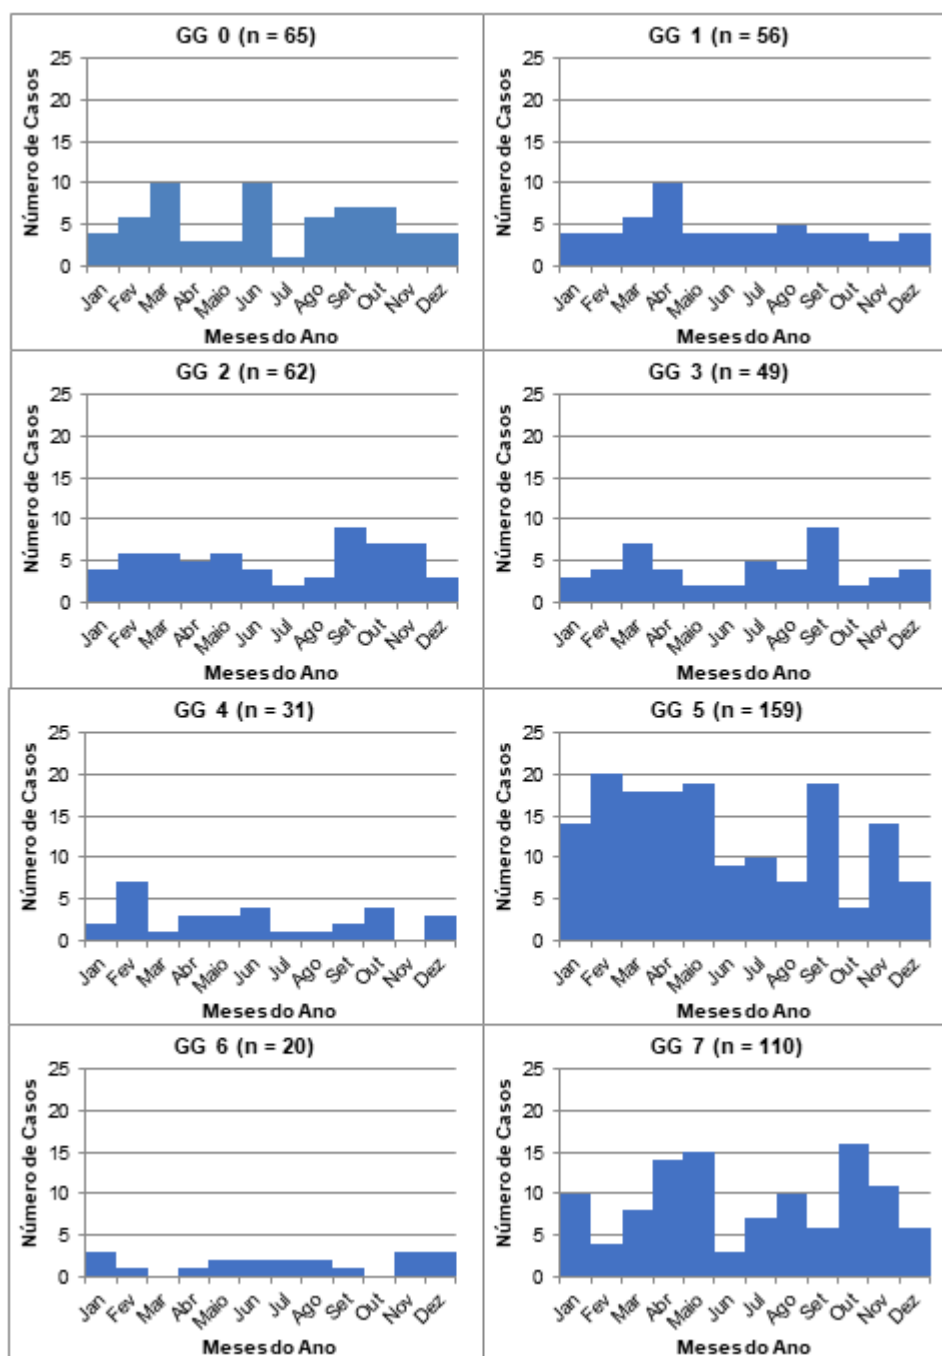 GG 0 (n = 65)
Número de Casos
25
20
15
10
5
0
Jan Fev Mar Abr Maio Jun Jul Ago Set Out Nov Dez
Meses do Ano
GG 1 (n = 56)
Número de Casos
25
20
15
10
5
0
Jan Fev Mar Abr Maio Jun Jul Ago Set Out Nov Dez
Meses do Ano
GG 2 (n = 62)
Número de Casos
25
20
15
10
5
0
Jan Fev Mar Abr Maio Jun Jul Ago Set Out Nov Dez
Meses do Ano
GG 3 (n = 49)
Número de Casos
25
20
15
10
5
0
Jan Fev Mar Abr Maio Jun Jul Ago Set Out Nov Dez
Meses do Ano
GG 4 (n = 31)
Número de Casos
25
20
15
10
5
0
Jan Fev Mar Abr Maio Jun Jul Ago Set Out Nov Dez
Meses do Ano
GG 5 (n = 159)
Número de Casos
25
20
15
10
5
0
Jan Fev Mar Abr Maio Jun Jul Ago Set Out Nov Dez
Meses do Ano
GG 6 (n = 20)
Número de Casos
25
20
15
10
5
0
Jan Fev Mar Abr Maio Jun Jul Ago Set Out Nov Dez
Meses do Ano
GG 7 (n = 110)
Número de Casos
25
20
15
10
5
0
Jan Fev Mar Abr Maio Jun Jul Ago Set Out Nov Dez
Meses do Ano